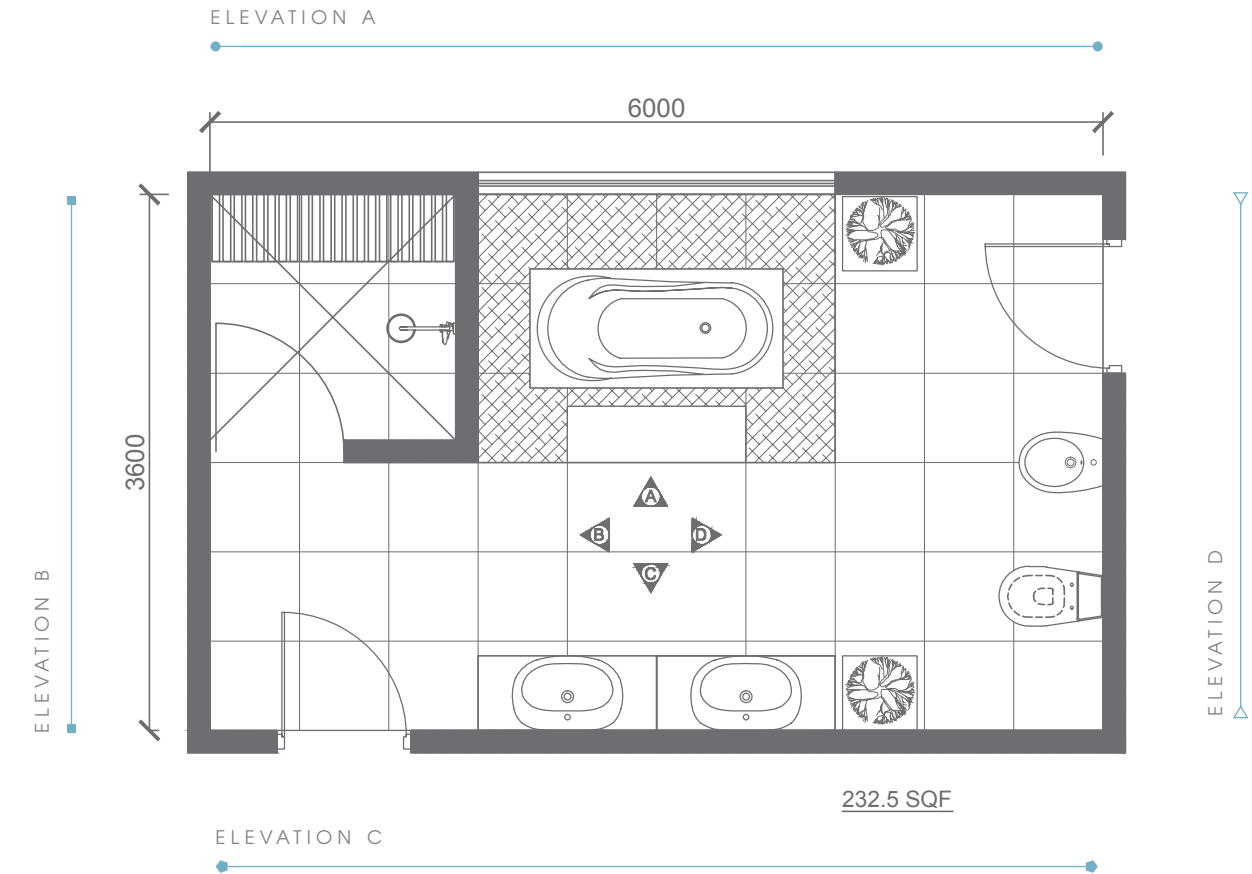 ELEVATION A
6000
3600
A
B
D
C
ELEVATION B
ELEVATION D
232.5 SQF
ELEVATION C